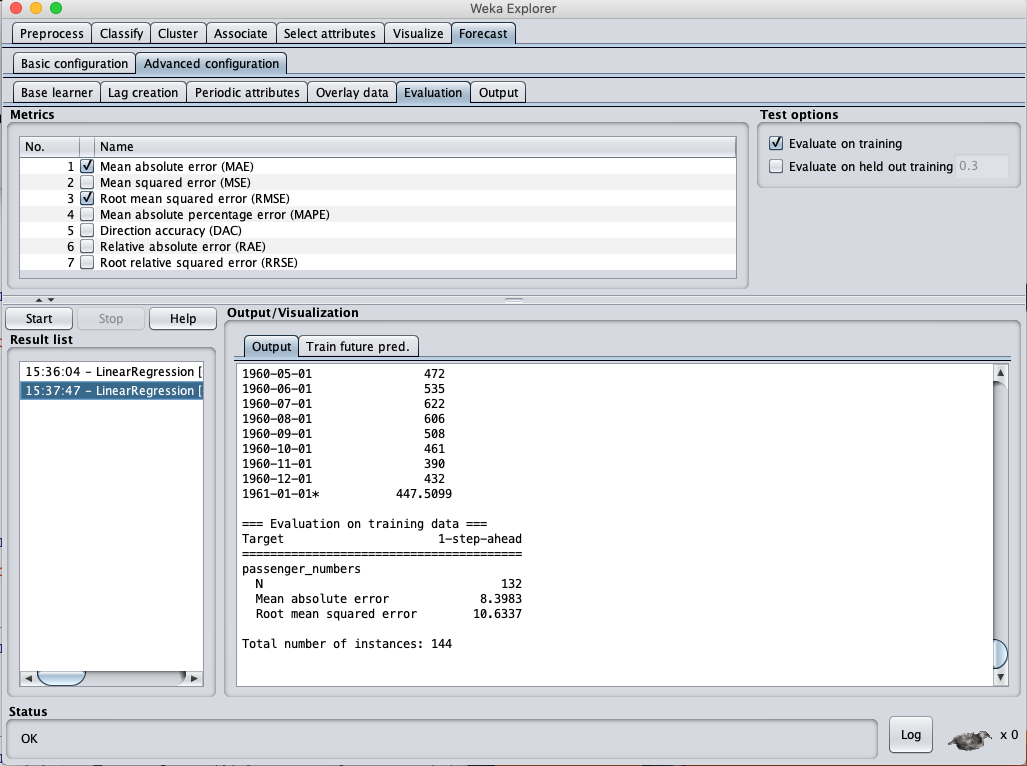 Weka Explorer
Preprocess Classify Cluster Associate Select attributes Visualize Forecast
Basic configuration Advanced configuration
Base learner Lag creation Periodic attributes Overlay data Evaluation Output
Metrics
No. Name
1 Mean absolute error (MAE)
2 Mean squared error (MSE)
3 Root mean squared error (RMSE)
4 Mean absolute percentage error (MAPE)
5 Direction accuracy (DAC)
6 Relative absolute error (RAE)
7 Root relative squared error (RRSE)
Test options
Evaluate on training
Evaluate on held out training 0.3
Start Stop Help
Result list
15:36:04 – LinearRegression [
15:37:47 – LinearRegression [
Output/Visualization
Output Train future pred.
1960-05-01 472
1960-06-01 535
1960-07-01 622
1960-08-01 606
1960-09-01 508
1960-10-01 461
1960-11-01 390
1960-12-01 432
1961-01-01* 447.5099
=== Evaluation on training data ===
Target 1-step-ahead
========================================
passenger_numbers
N 132
Mean absolute error 8.3983
Root mean squared error 10.6337
Total number of instances: 144
Status
OK
Log x 0